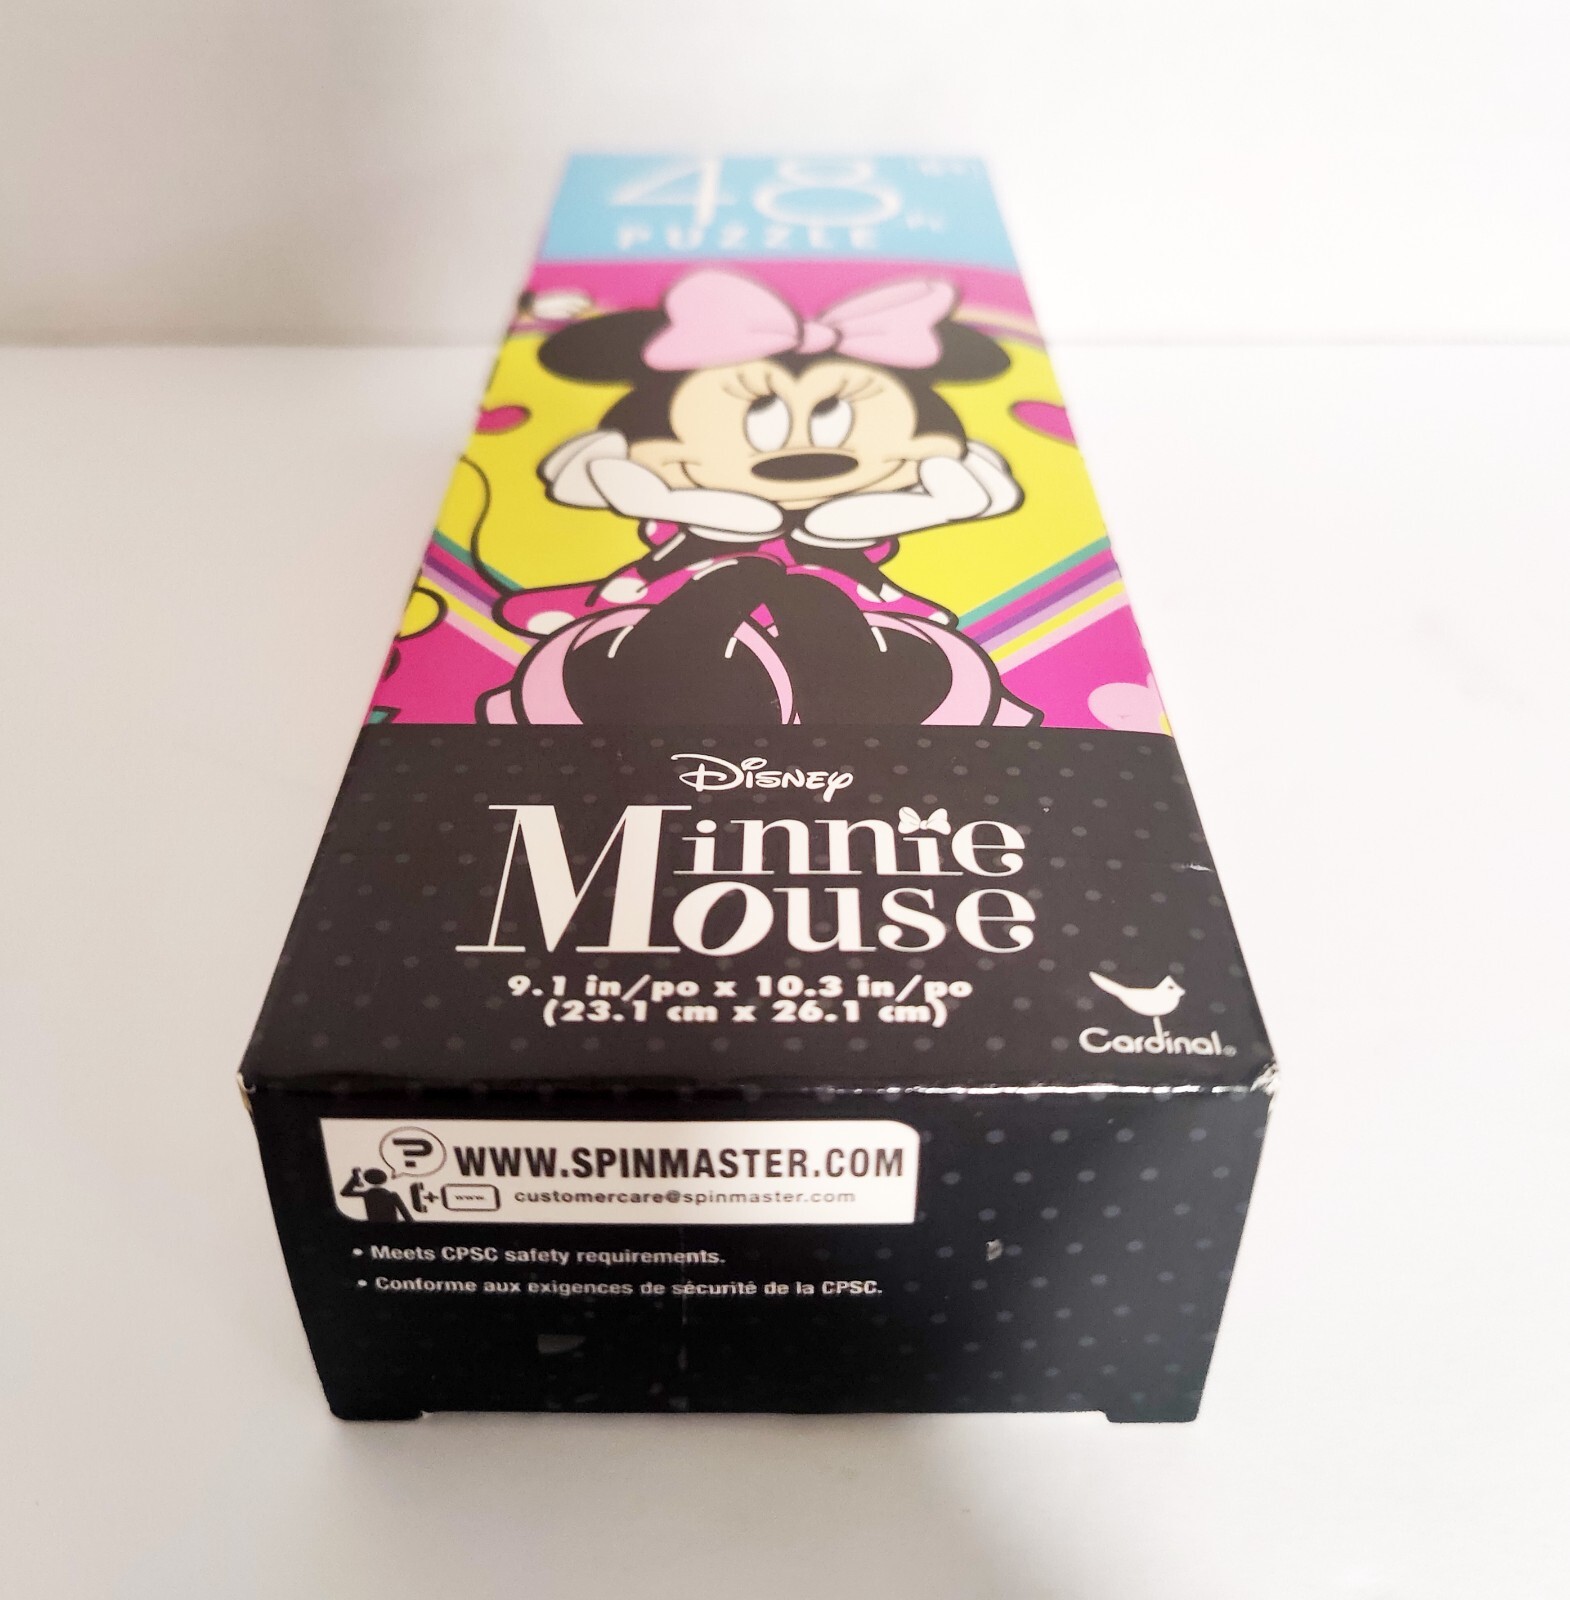 48 Pc
PUZZLE
Disney
Minnie
Mouse
9.1 in/po x 10.3 in/po
(23.1 cm x 26.1 cm)
Cardinal®
?
WWW.SPINMASTER.COM
+ www. customercare@spinmaster.com
• Meets CPSC safety requirements.
• Conforme aux exigences de sécurité de la CPSC.